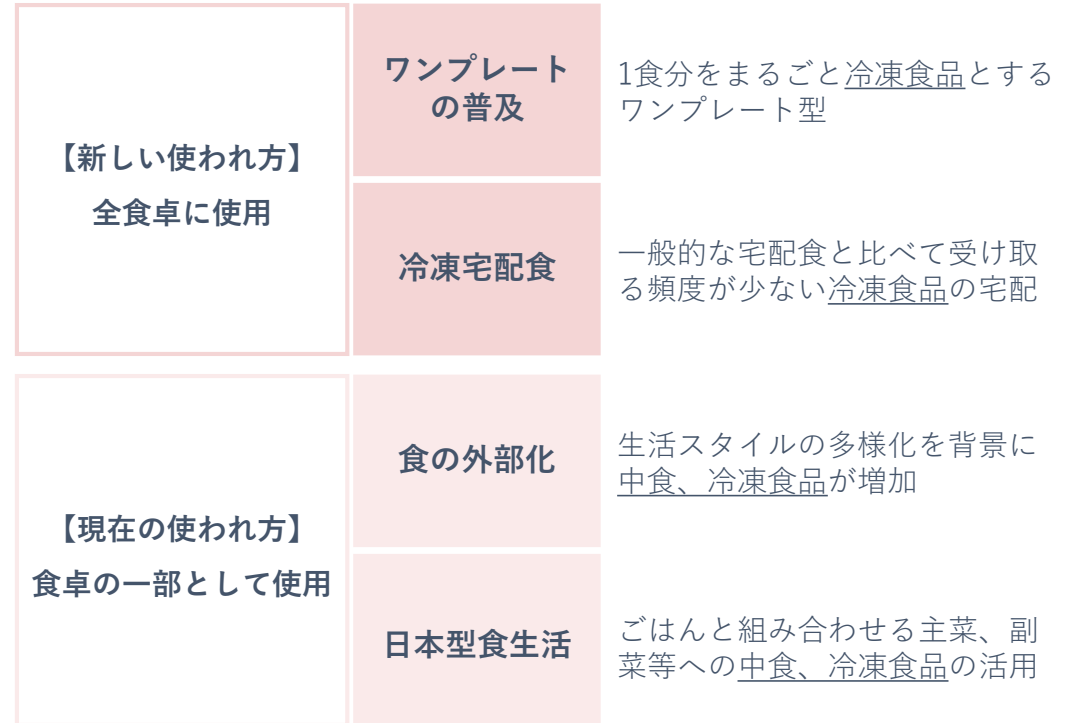 【新しい使われ方】
全食卓に使用
ワンプレート
の普及
1食分をまるごと冷凍食品とする
ワンプレート型
冷凍宅配食
一般的な宅配食と比べて受け取
る頻度が少ない冷凍食品の宅配
【現在の使われ方】
食卓の一部として使用
食の外部化
生活スタイルの多様化を背景に
中食、冷凍食品が増加
日本型食生活
ごはんと組み合わせる主菜、副
菜等への中食、冷凍食品の活用